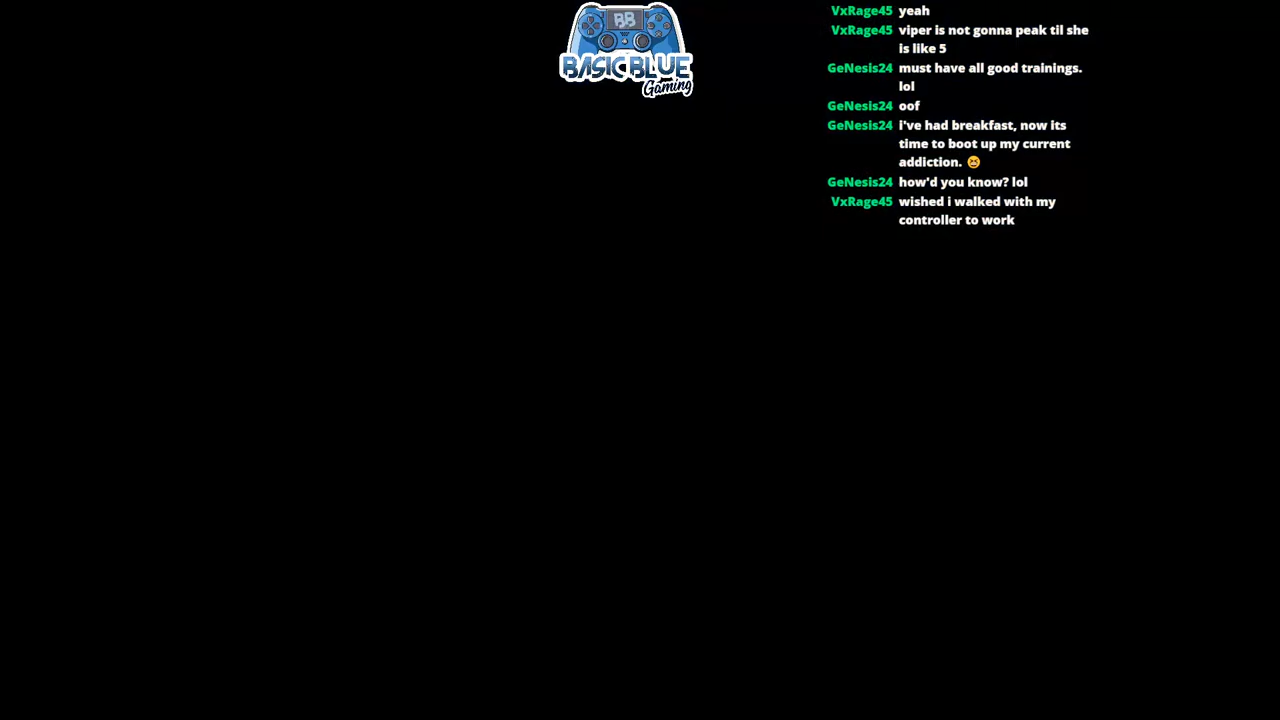 BB
BASIC BLUE
Gaming
VxRage45 yeah
VxRage45 viper is not gonna peak til she
is like 5
GeNesis24 must have all good trainings.
lol
GeNesis24 oof
GeNesis24 i've had breakfast, now its
time to boot up my current
addiction. 😆
GeNesis24 how'd you know? lol
VxRage45 wished i walked with my
controller to work